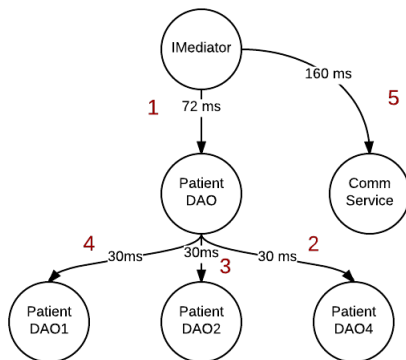 IMediator
160 ms
5
1
72 ms
Patient
DAO
Comm
Service
4
30ms
30ms
3
30 ms
2
Patient
DAO1
Patient
DAO2
Patient
DAO4